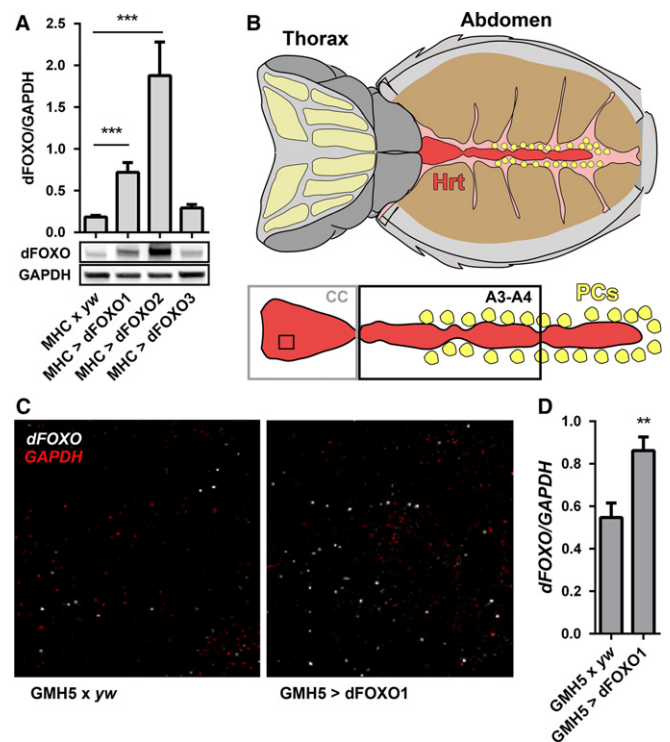 A
dFOXO/GAPDH
2.5
2.0
1.5
1.0
0.5
0.0
***
***
dFOXO
GAPDH
MHC x yw
MHC > dFOXO1
MHC > dFOXO2
MHC > dFOXO3
B
Thorax
Abdomen
Hrt
CC
A3-A4
PCs
C
dFOXO
GAPDH
GMH5 x yw
GMH5 > dFOXO1
D
dFOXO/GAPDH
1.0
0.8
0.6
0.4
0.2
0.0
**
GMH5 x yw
GMH5 > dFOXO1